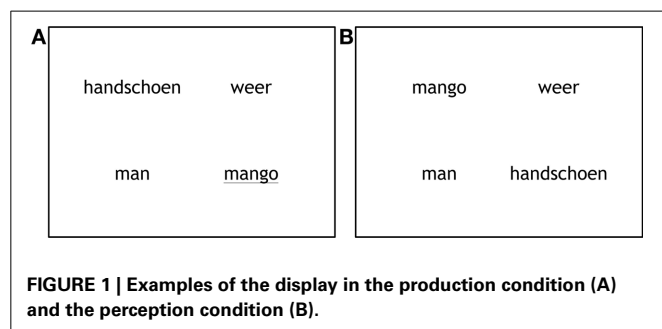 A
B
handschoen weer
man mango
mango weer
man handschoen
FIGURE 1 | Examples of the display in the production condition (A)
and the perception condition (B).